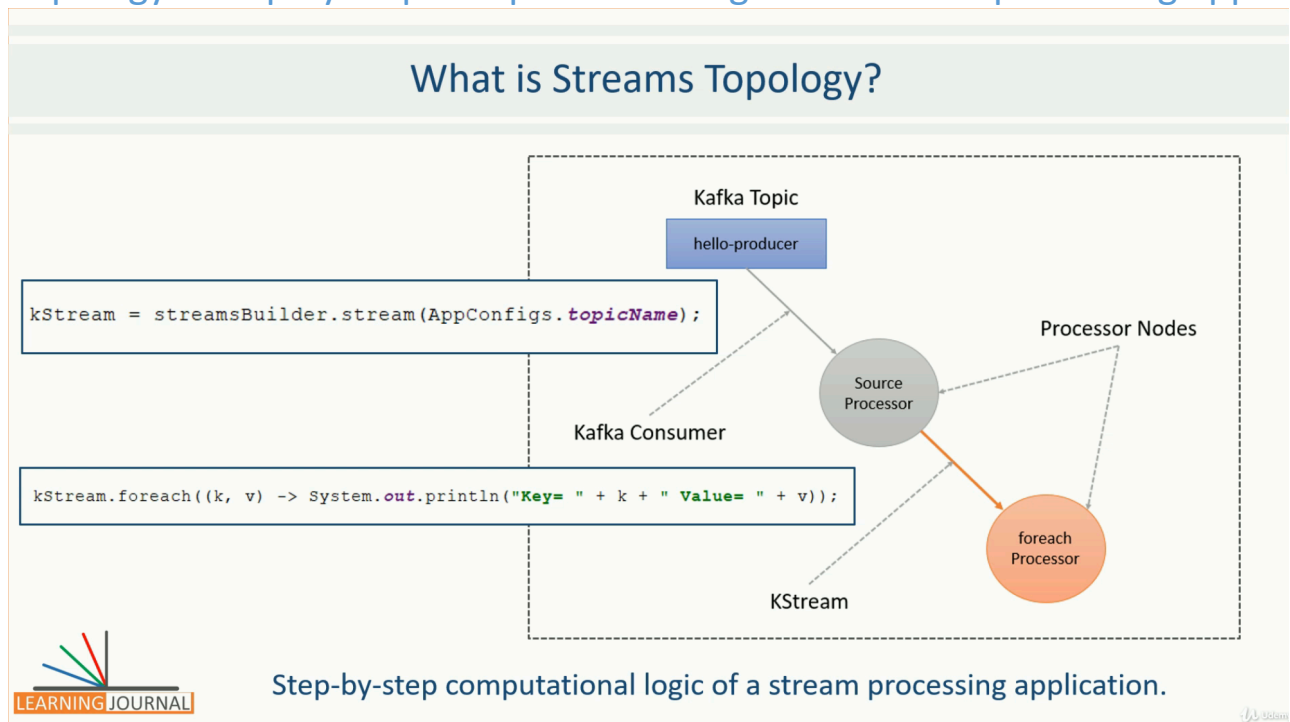 What is Streams Topology?
Kafka Topic
hello-producer
kStream = streamsBuilder.stream(AppConfigs.topicName);
Processor Nodes
Source
Processor
Kafka Consumer
kStream.foreach((k, v) -> System.out.println("Key= " + k + " Value= " + v));
foreach
Processor
KStream
LEARNING JOURNAL
Step-by-step computational logic of a stream processing application.
Udemy